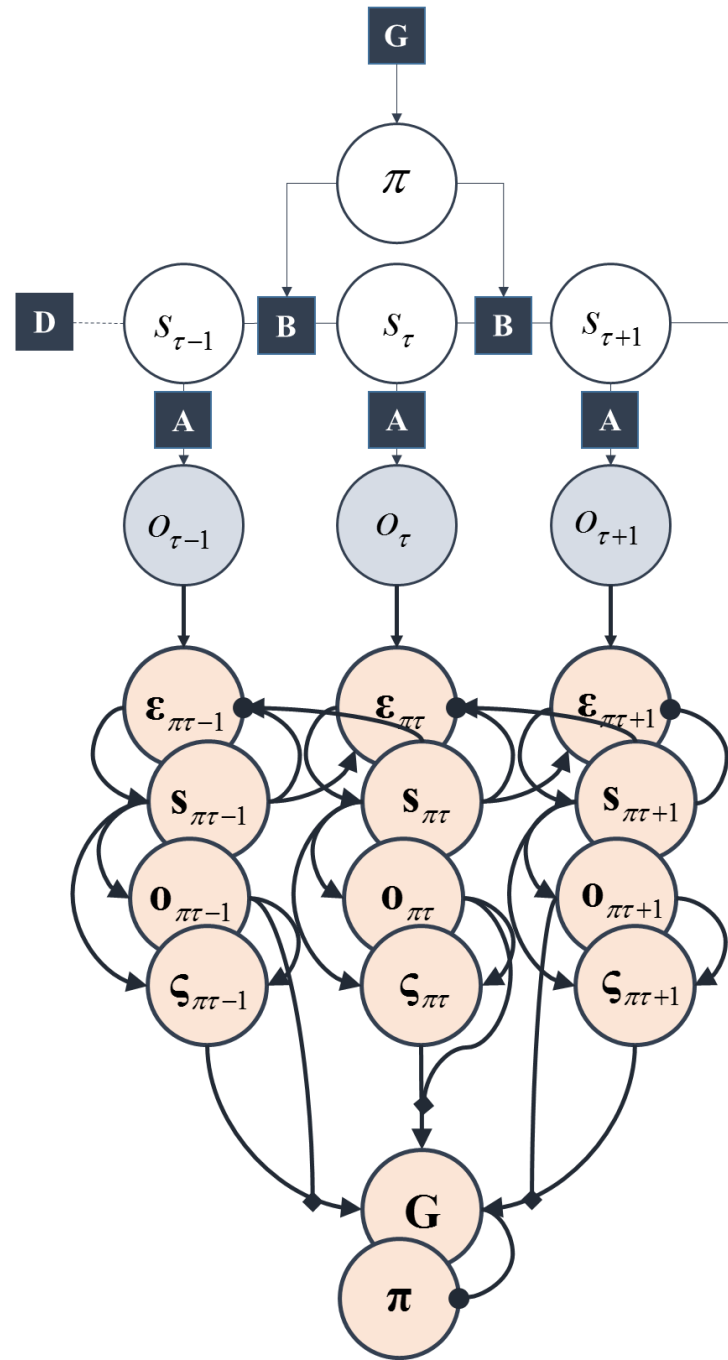 G
π
D
s_{τ−1}
B
s_τ
B
s_{τ+1}
A
A
A
o_{τ−1}
o_τ
o_{τ+1}
ε_{πτ−1}
ε_{πτ}
ε_{πτ+1}
s_{πτ−1}
s_{πτ}
s_{πτ+1}
o_{πτ−1}
o_{πτ}
o_{πτ+1}
ς_{πτ−1}
ς_{πτ}
ς_{πτ+1}
G
π